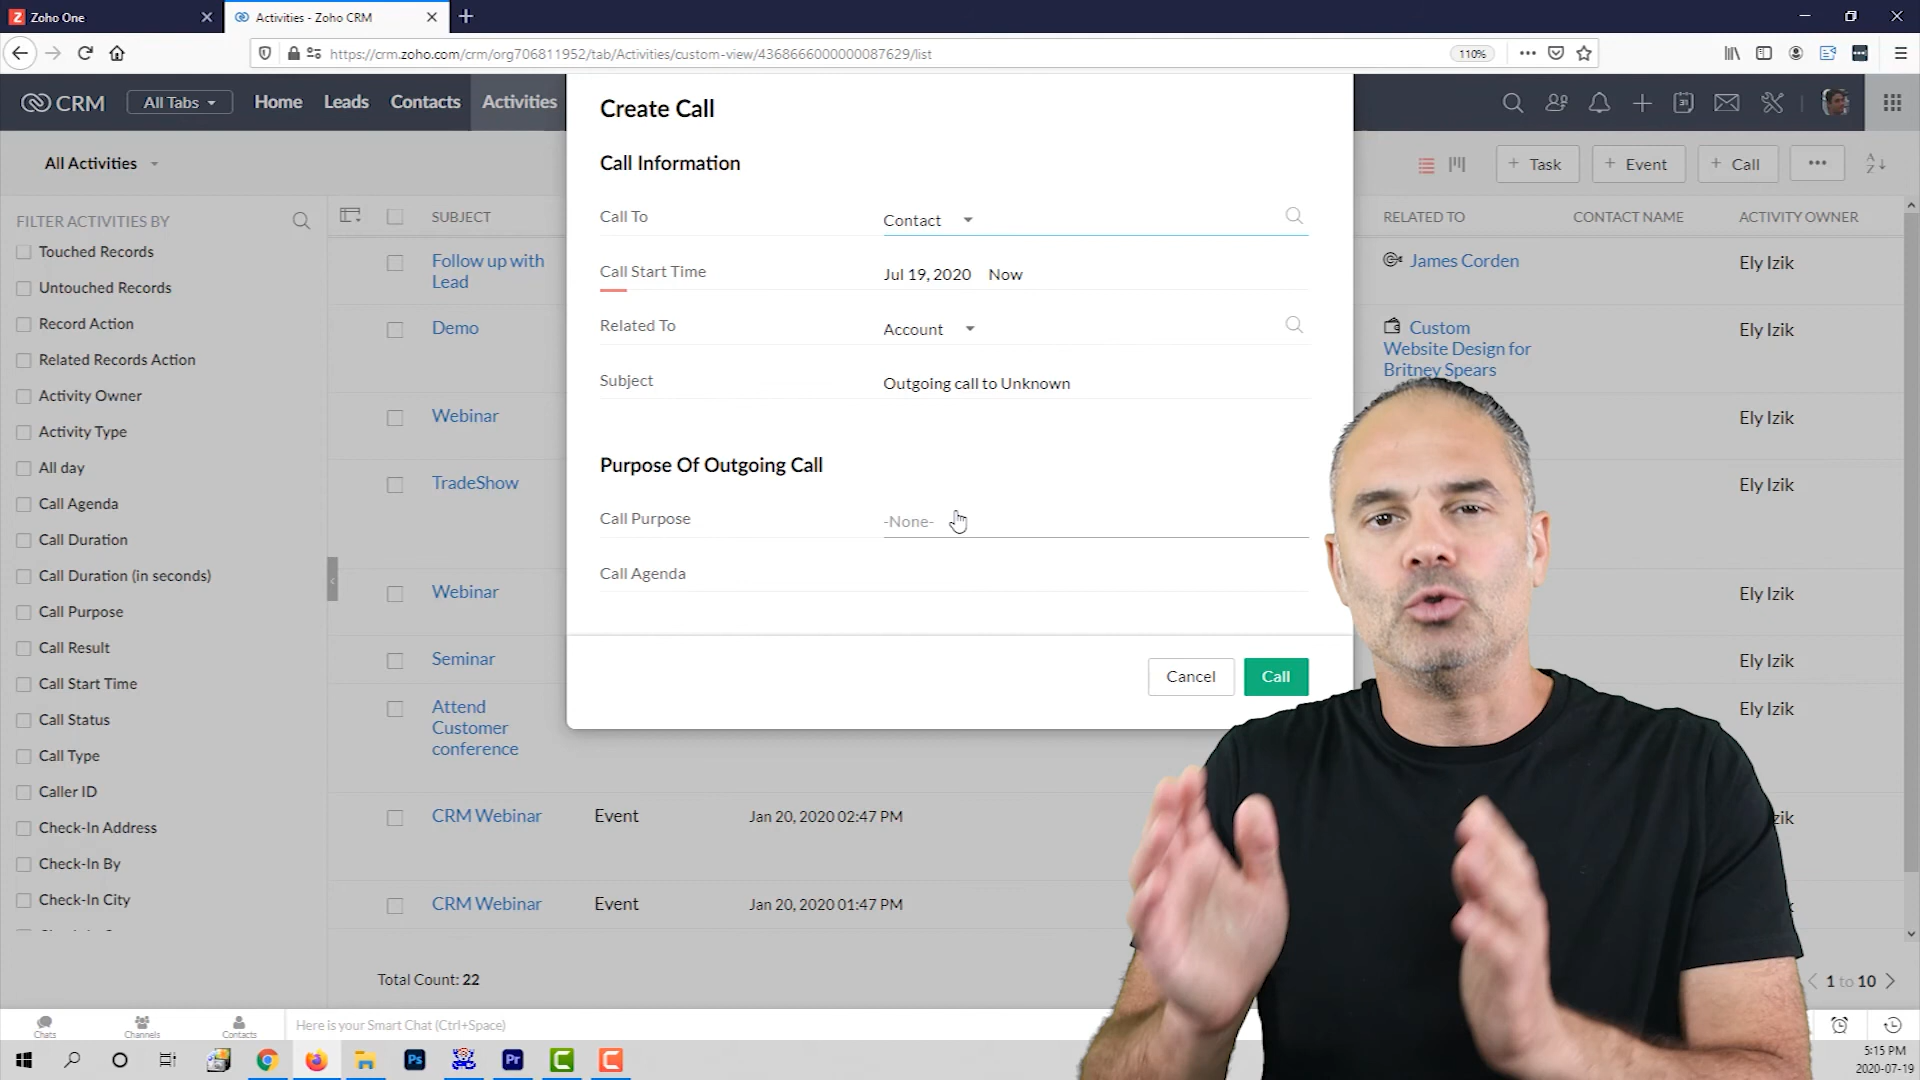 Zoho One
Activities - Zoho CRM
https://crm.zoho.com/crm/org706811952/tab/Activities/custom-view/4368666000000087629/list
110%
CRM
All Tabs
Home
Leads
Contacts
Activities
31
All Activities
+ Task
+ Event
+ Call
A
Z
FILTER ACTIVITIES BY
Touched Records
Untouched Records
Record Action
Related Records Action
Activity Owner
Activity Type
All day
Call Agenda
Call Duration
Call Duration (in seconds)
Call Purpose
Call Result
Call Start Time
Call Status
Call Type
Caller ID
Check-In Address
Check-In By
Check-In City
SUBJECT
RELATED TO
CONTACT NAME
ACTIVITY OWNER
Follow up with
Lead
James Corden
Ely Izik
Demo
Custom
Website Design for
Britney Spears
Ely Izik
Webinar
Ely Izik
TradeShow
Ely Izik
Webinar
Ely Izik
Seminar
Ely Izik
Attend
Customer
conference
Ely Izik
CRM Webinar
Event
Jan 20, 2020 02:47 PM
zik
CRM Webinar
Event
Jan 20, 2020 01:47 PM
Create Call
Call Information
Call To
Contact
Call Start Time
Jul 19, 2020
Now
Related To
Account
Subject
Outgoing call to Unknown
Purpose Of Outgoing Call
Call Purpose
-None-
Call Agenda
Cancel
Call
Total Count: 22
1 to 10
Chats
Channels
Contacts
Here is your Smart Chat (Ctrl+Space)
Ps
Pr
5:15 PM
2020-07-19